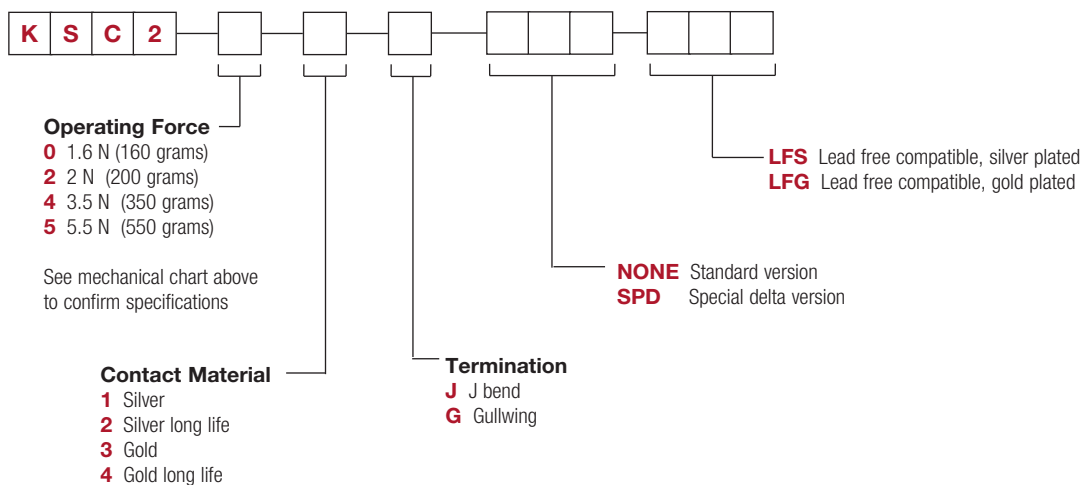 K S C 2
Operating Force
0 1.6 N (160 grams)
2 2 N (200 grams)
4 3.5 N (350 grams)
5 5.5 N (550 grams)
See mechanical chart above
to confirm specifications
Contact Material
1 Silver
2 Silver long life
3 Gold
4 Gold long life
Termination
J J bend
G Gullwing
NONE Standard version
SPD Special delta version
LFS Lead free compatible, silver plated
LFG Lead free compatible, gold plated